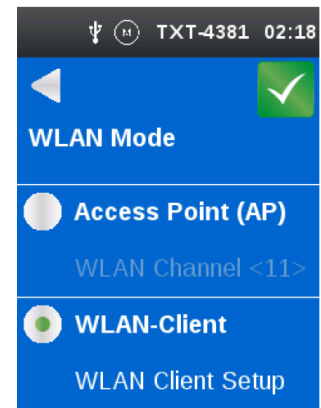 M TXT-4381 02:18
WLAN Mode
Access Point (AP)
WLAN Channel <11>
WLAN-Client
WLAN Client Setup